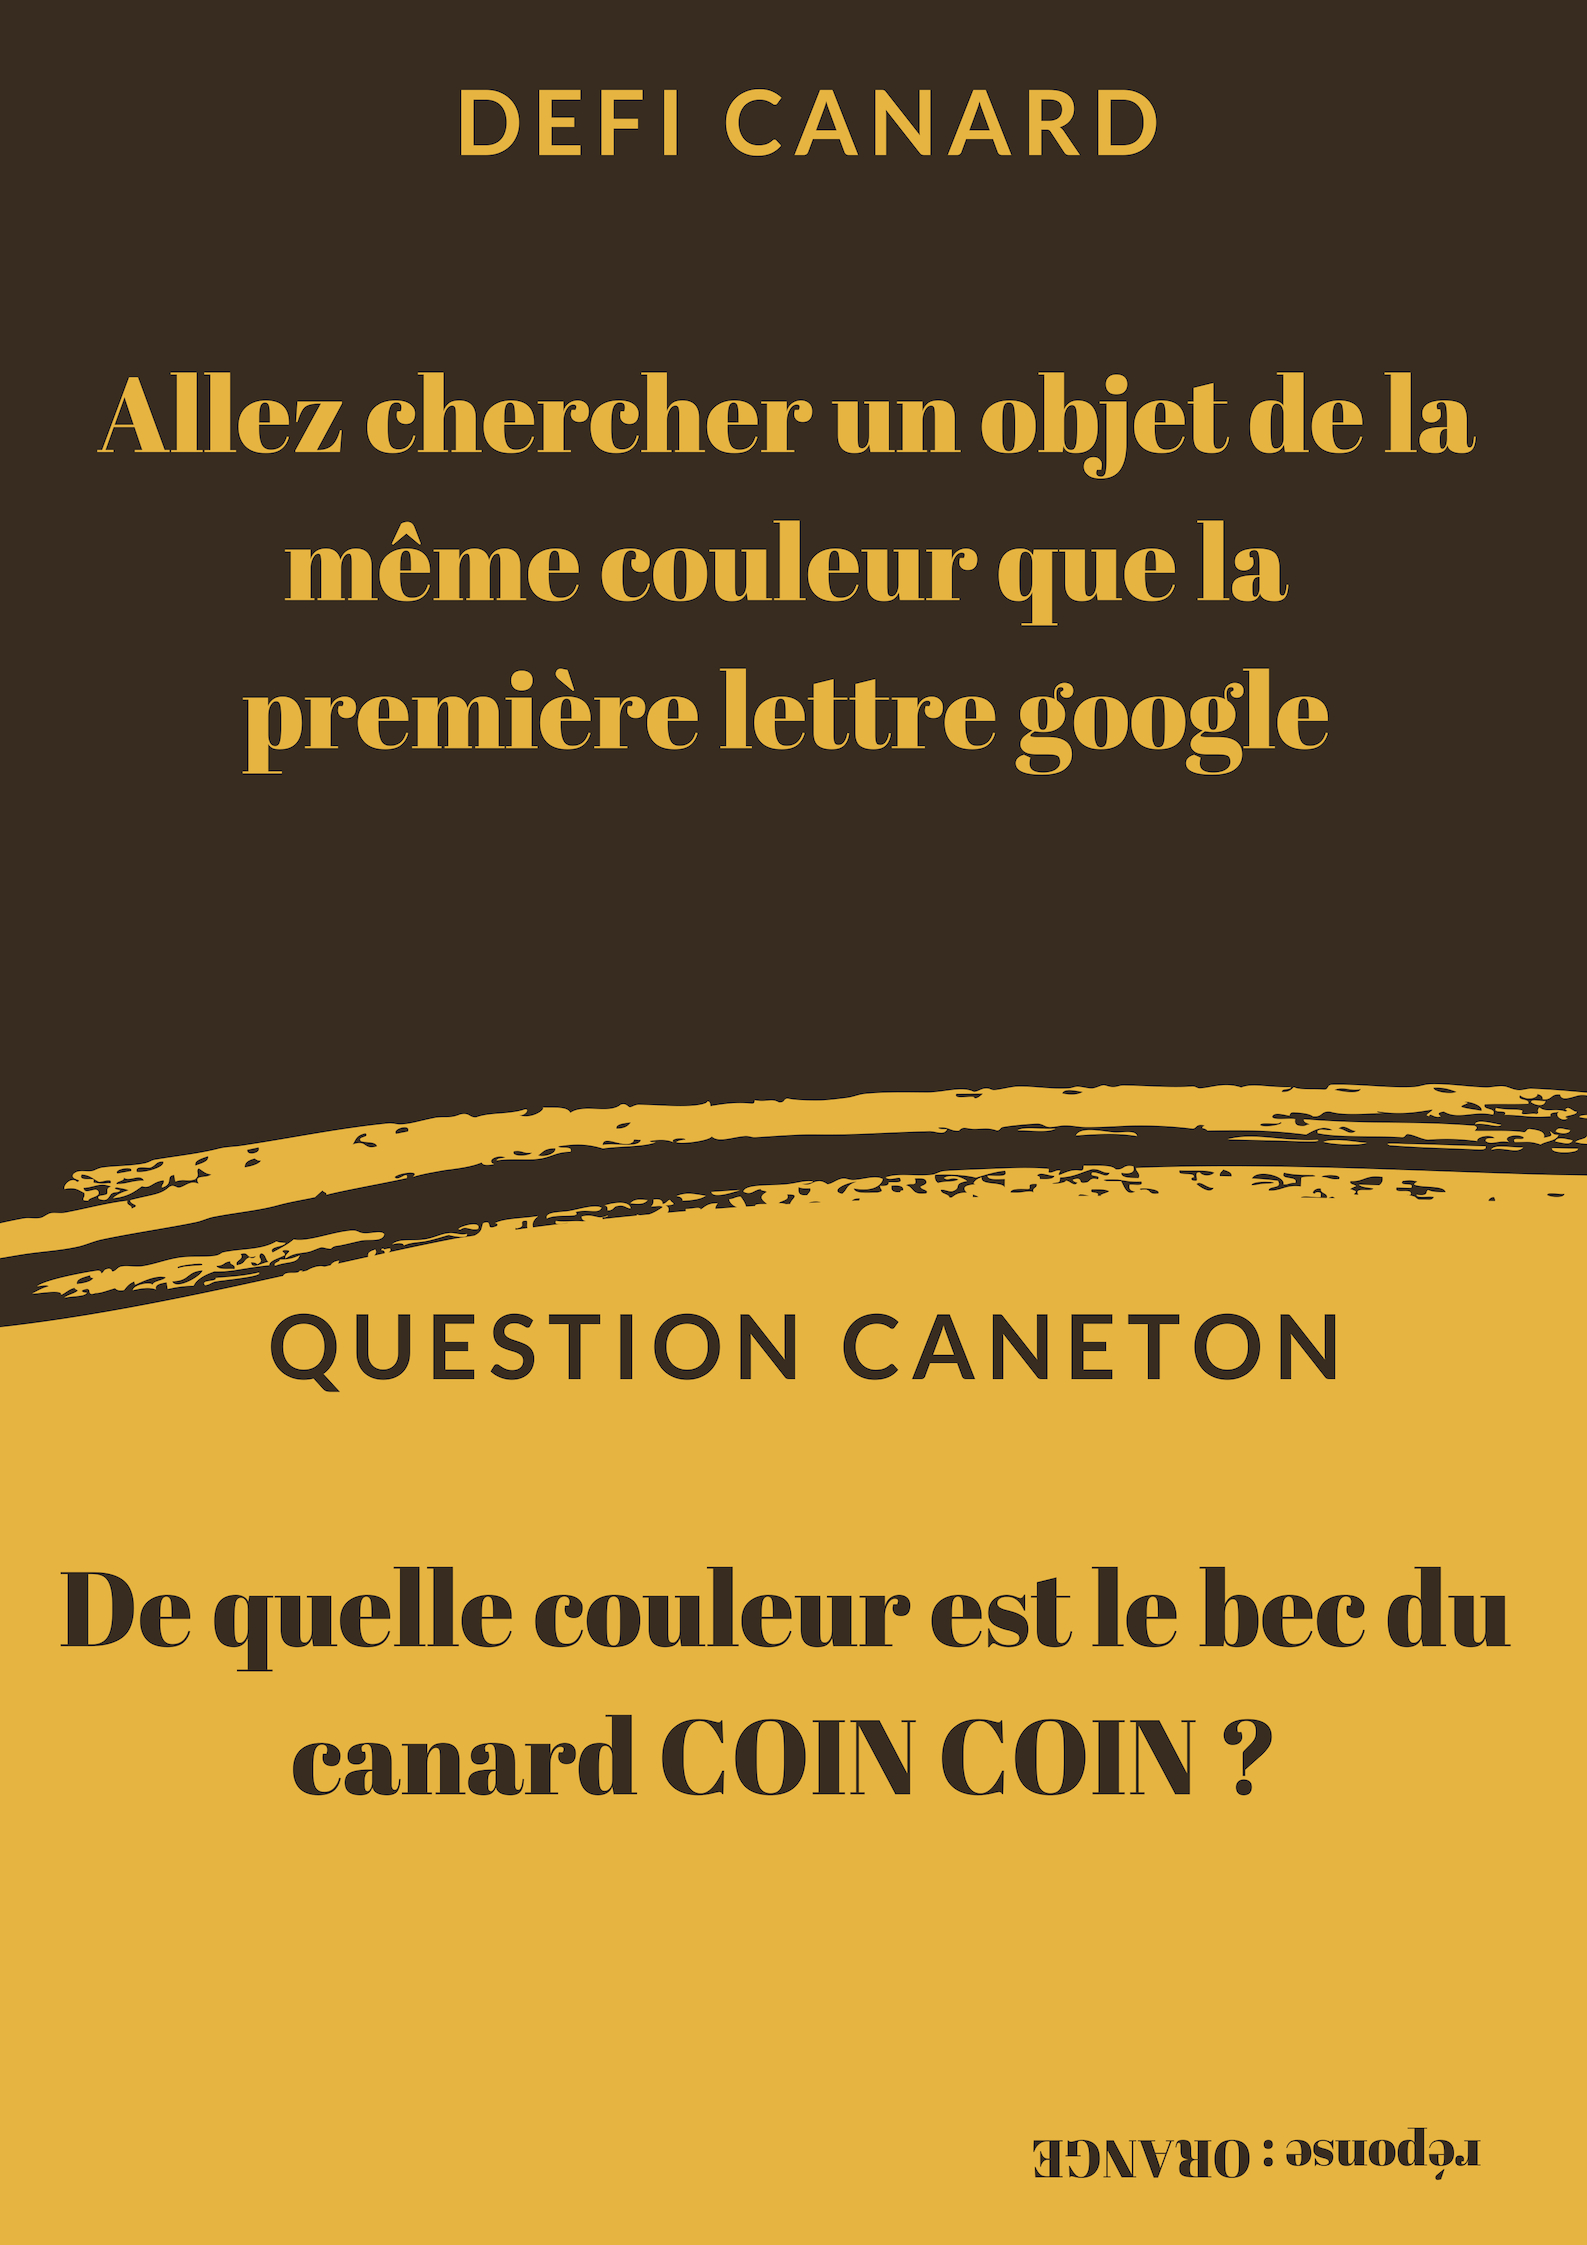 DEFI CANARD
Allez chercher un objet de la
même couleur que la
première lettre google
QUESTION CANETON
De quelle couleur est le bec du
canard COIN COIN ?
réponse : ORANGE